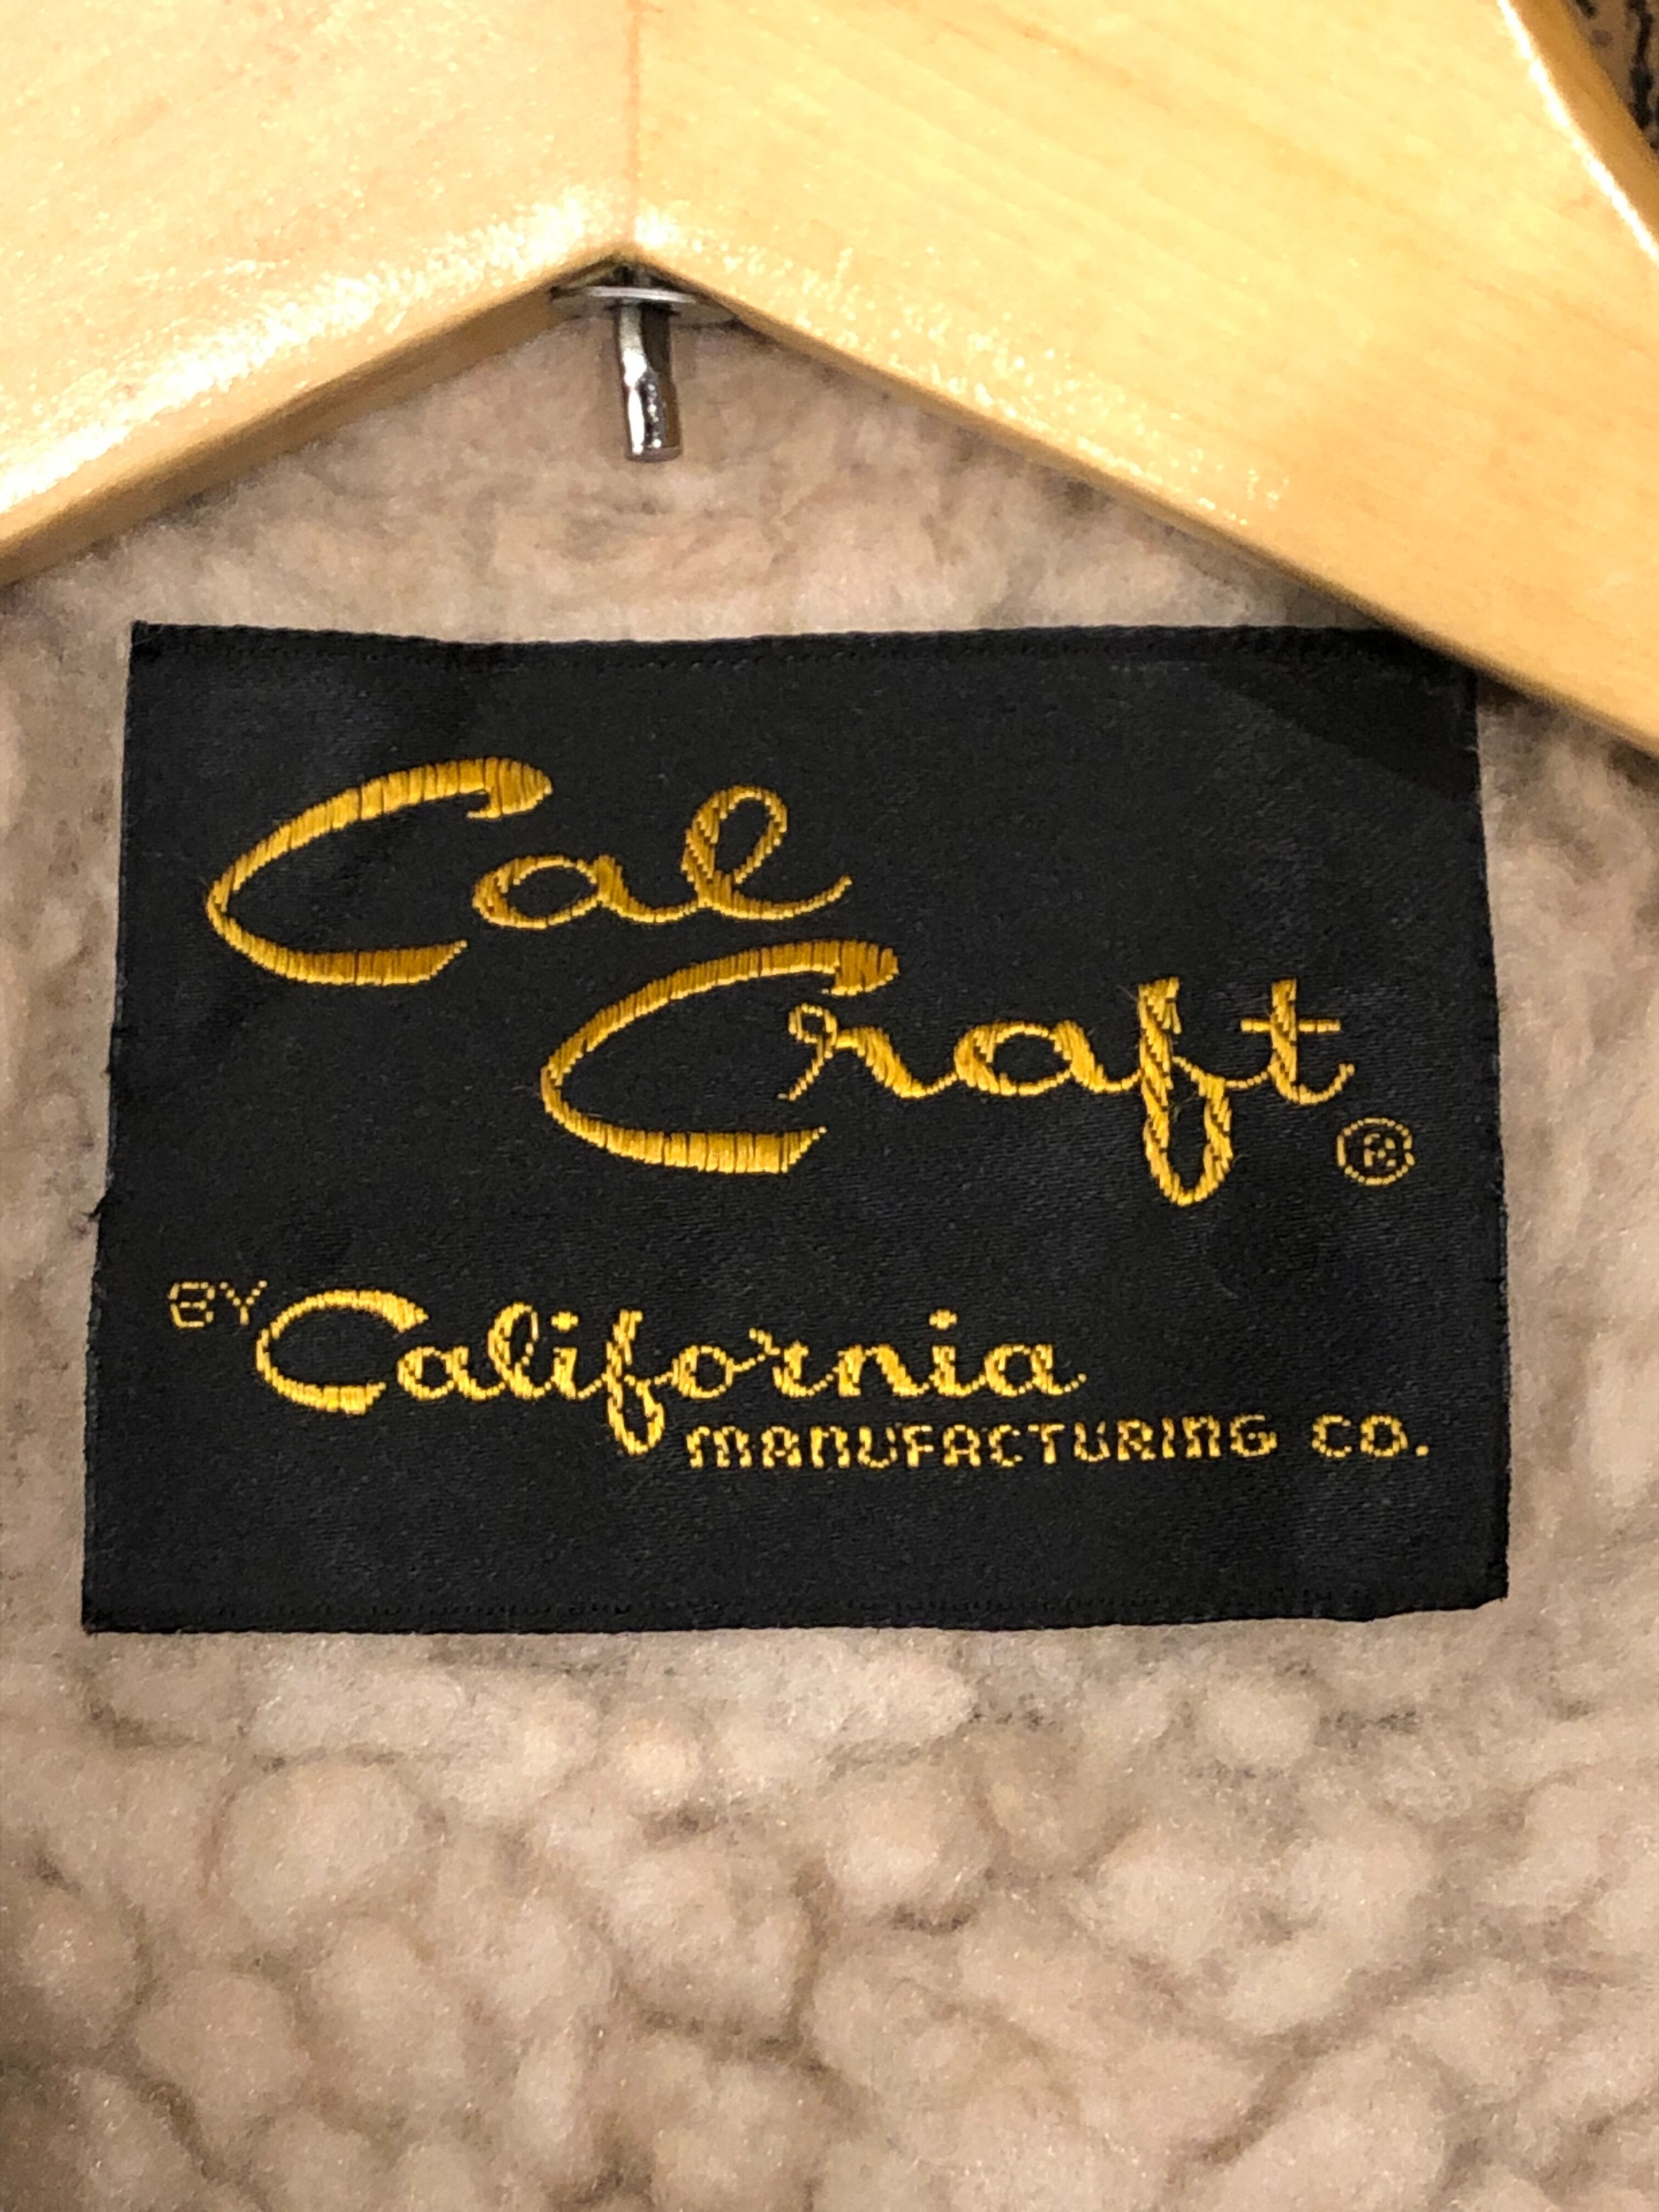 Cal
Craft®
BY California
MANUFACTURING CO.